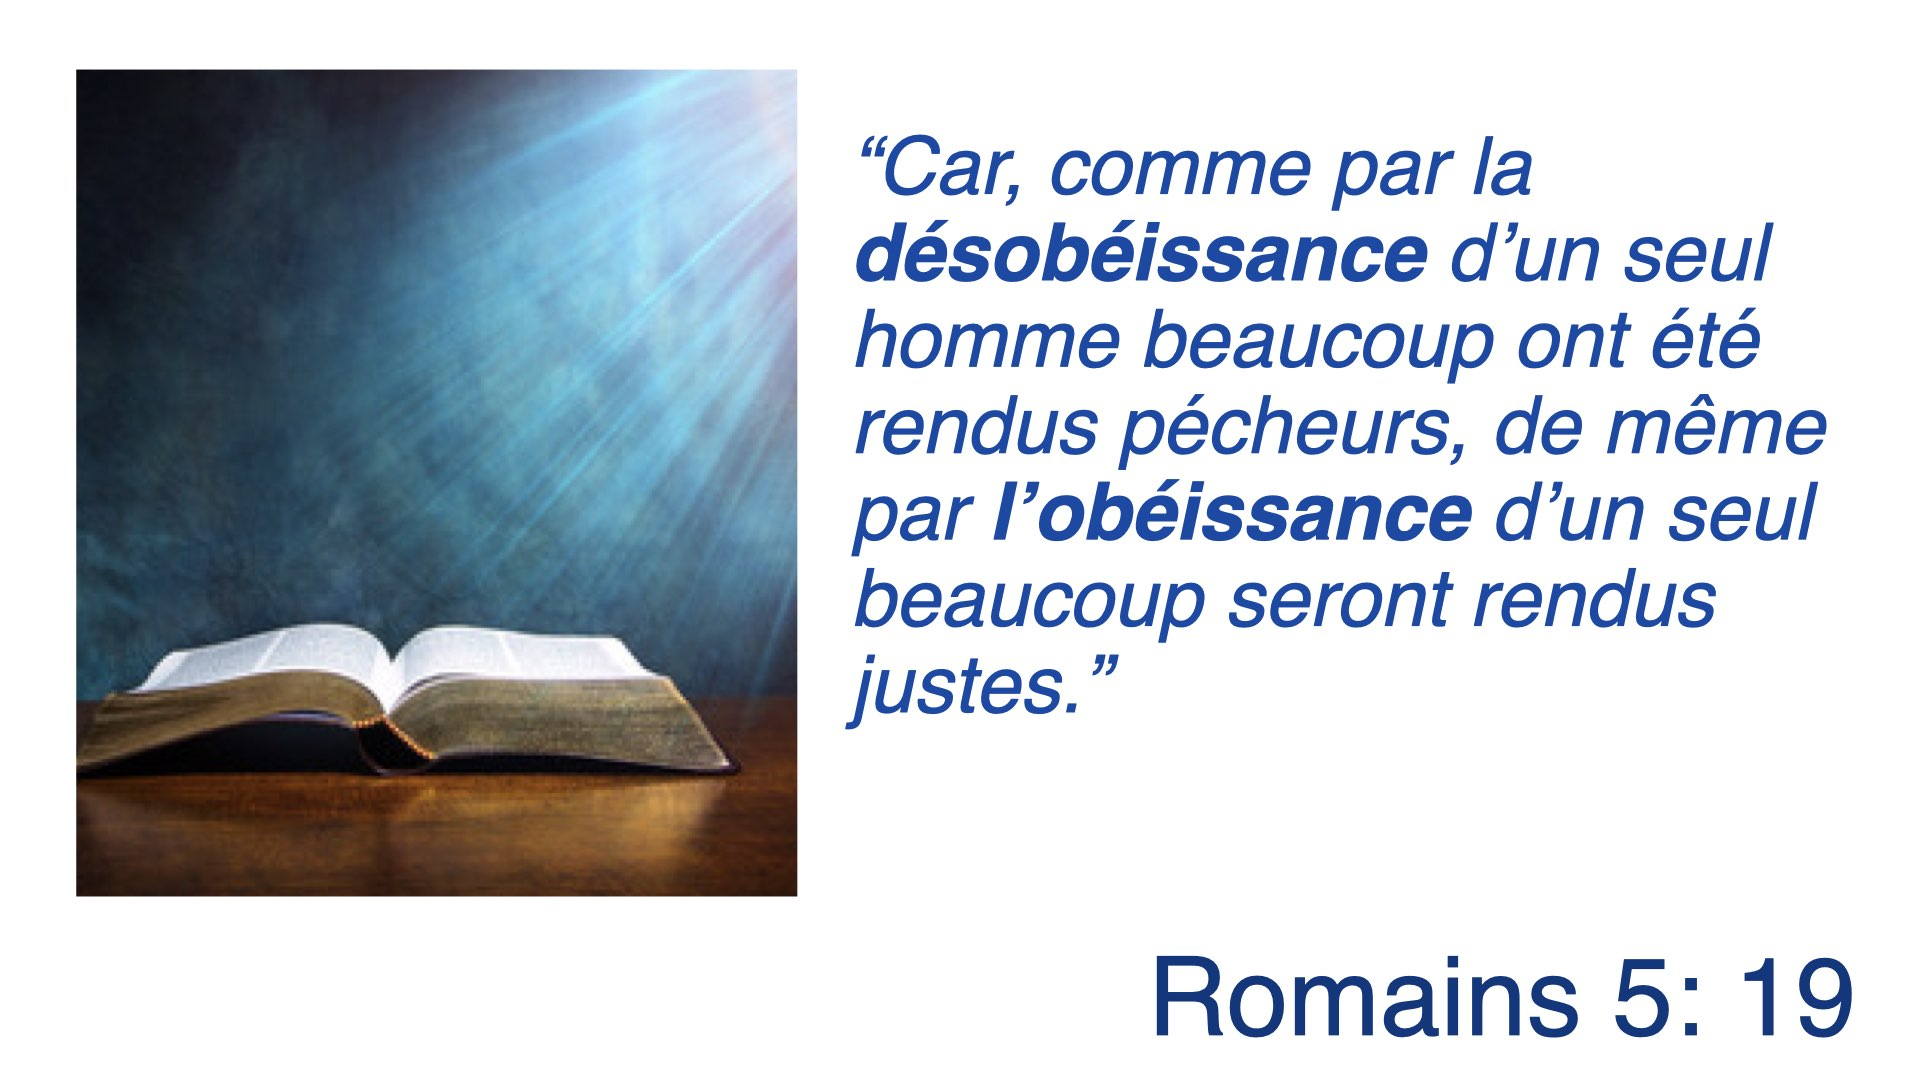 “Car, comme par la
désobéissance d’un seul
homme beaucoup ont été
rendus pécheurs, de même
par l’obéissance d’un seul
beaucoup seront rendus
justes.”
Romains 5: 19